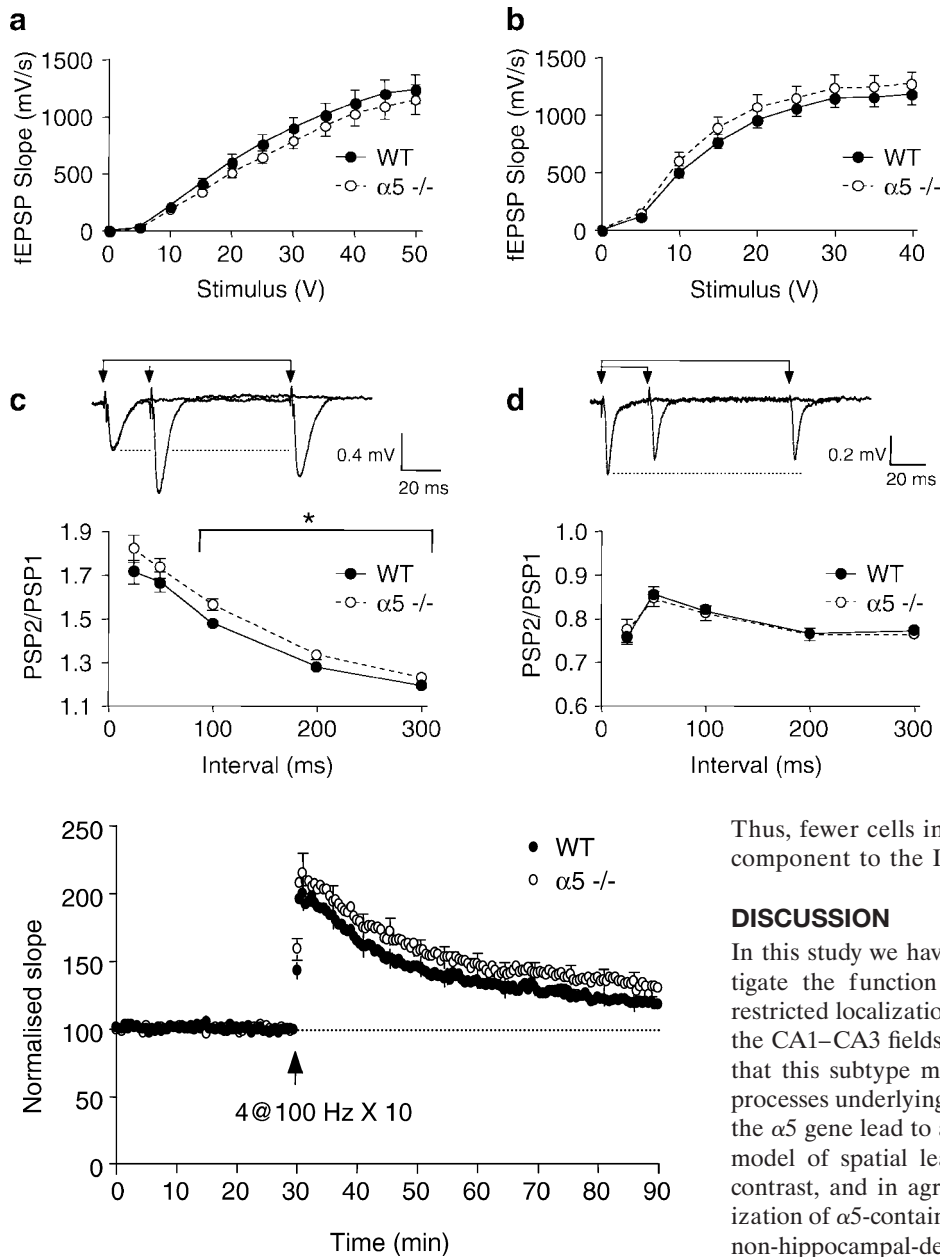 a
fEPSP Slope (mV/s)
1500
1000
500
0
0 10 20 30 40 50
Stimulus (V)
WT
α5 -/-
b
fEPSP Slope (mV/s)
1500
1000
500
0
0 10 20 30 40
Stimulus (V)
WT
α5 -/-
c
0.4 mV
20 ms
*
PSP2/PSP1
1.9
1.7
1.5
1.3
1.1
0 100 200 300
Interval (ms)
WT
α5 -/-
d
0.2 mV
20 ms
PSP2/PSP1
1.0
0.9
0.8
0.7
0.6
0 100 200 300
Interval (ms)
WT
α5 -/-
Normalised slope
250
200
150
100
50
0
WT
α5 -/-
4@100 Hz X 10
0 10 20 30 40 50 60 70 80 90
Time (min)
Thus, fewer cells in
component to the
DISCUSSION
In this study we hav
tigate the function
restricted localization
the CA1–CA3 fields
that this subtype m
processes underlying
the α5 gene lead to a
model of spatial lea
contrast, and in agr
ization of α5-contain
non-hippocampal-de